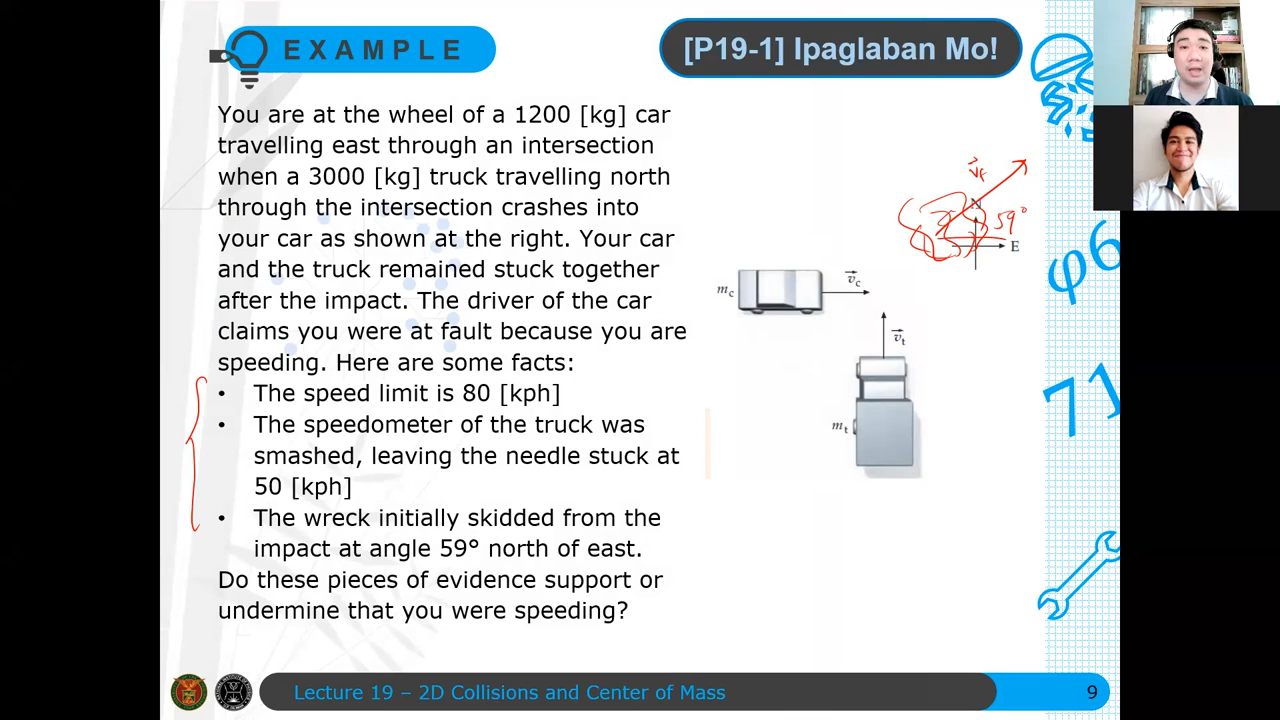 EXAMPLE
[P19-1] Ipaglaban Mo!
You are at the wheel of a 1200 [kg] car
travelling east through an intersection
when a 3000 [kg] truck travelling north
through the intersection crashes into
your car as shown at the right. Your car
and the truck remained stuck together
after the impact. The driver of the car
claims you were at fault because you are
speeding. Here are some facts:
• The speed limit is 80 [kph]
• The speedometer of the truck was
smashed, leaving the needle stuck at
50 [kph]
• The wreck initially skidded from the
impact at angle 59° north of east.
Do these pieces of evidence support or
undermine that you were speeding?
v⃗f
N
59°
E
mc
v⃗c
v⃗t
mt
φ6
71
Lecture 19 – 2D Collisions and Center of Mass
9